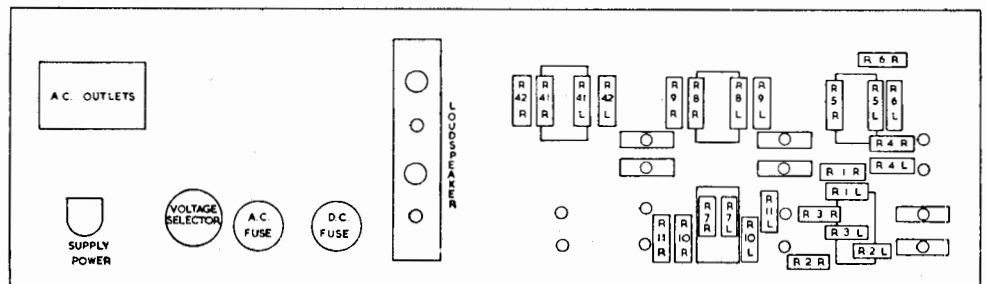 A.C. OUTLETS
SUPPLY
POWER
VOLTAGE
SELECTOR
A.C.
FUSE
D.C.
FUSE
LOUDSPEAKER
R 42 R
R 41 R
R 41 L
R 42 L
R 9 R
R 8 R
R 8 L
R 9 L
R 6 R
R 5 R
R 5 L
R 6 L
R 4 R
R 4 L
R 1 R
R 1 L
R 11 R
R 10 R
R 7 R
R 7 L
R 10 L
R 11 L
R 3 R
R 3 L
R 2 R
R 2 L